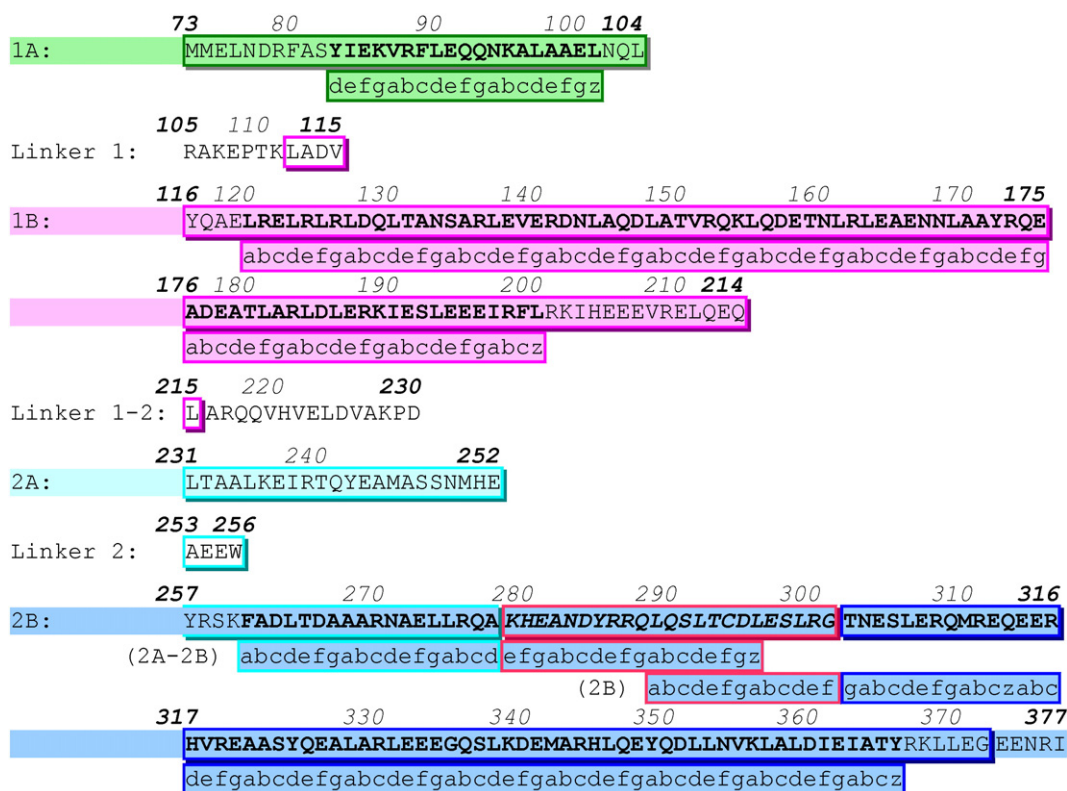 73 80 90 100 104
1A: MMELNDRFASYIEKVRFLEQQNKALAAELNQL
defgabcdefgabcdefgz
105 110 115
Linker 1: RAKEPTKLADV
116 120 130 140 150 160 170 175
1B: YQAELRELRLRLDQLTANSARLEVERDNLAQDLATVRQKLQDETNLRLEAENNLAAYRQE
abcdefgabcdefgabcdefgabcdefgabcdefgabcdefgabcdefgabcdefg
176 180 190 200 210 214
ADEATLARLDLERKIESLEEEIRFLRKIHEEEVRELQEQ
abcdefgabcdefgabcdefgabcz
215 220 230
Linker 1-2: LARQQVHVELDVAKPD
231 240 252
2A: LTAALKEIRTQYEAMASSNMHE
253 256
Linker 2: AEEW
257 270 280 290 300 310 316
2B: YRSKFADLTDAAARNAELLRQAKHEANDYRRQLQSLTCDLESLRGTNESLERQMREQEER
(2A-2B) abcdefgabcdefgabcdefgabcdefgabcdefgz
(2B) abcdefgabcdefgabcdefgabczabc
317 330 340 350 360 370 377
HVREAASYQEALARLEEEGQSLKDEMARHLQEYQDLLNVKLALDIEIATYRKLLEGEENRI
defgabcdefgabcdefgabcdefgabcdefgabcdefgabcdefgabcz